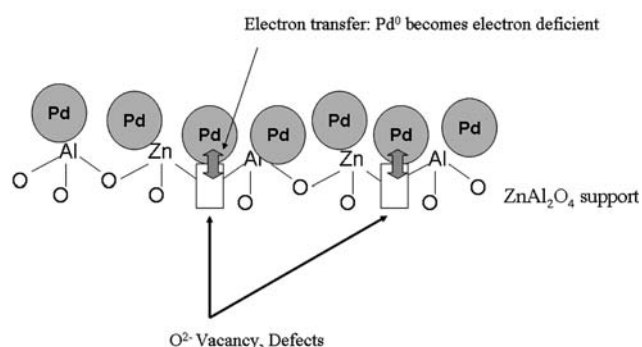 Electron transfer: Pd⁰ becomes electron deficient
Pd Pd Pd Pd Pd Pd Pd
Al Zn Al Zn Al
O O O O O O O O O
ZnAl₂O₄ support
O²⁻ Vacancy, Defects